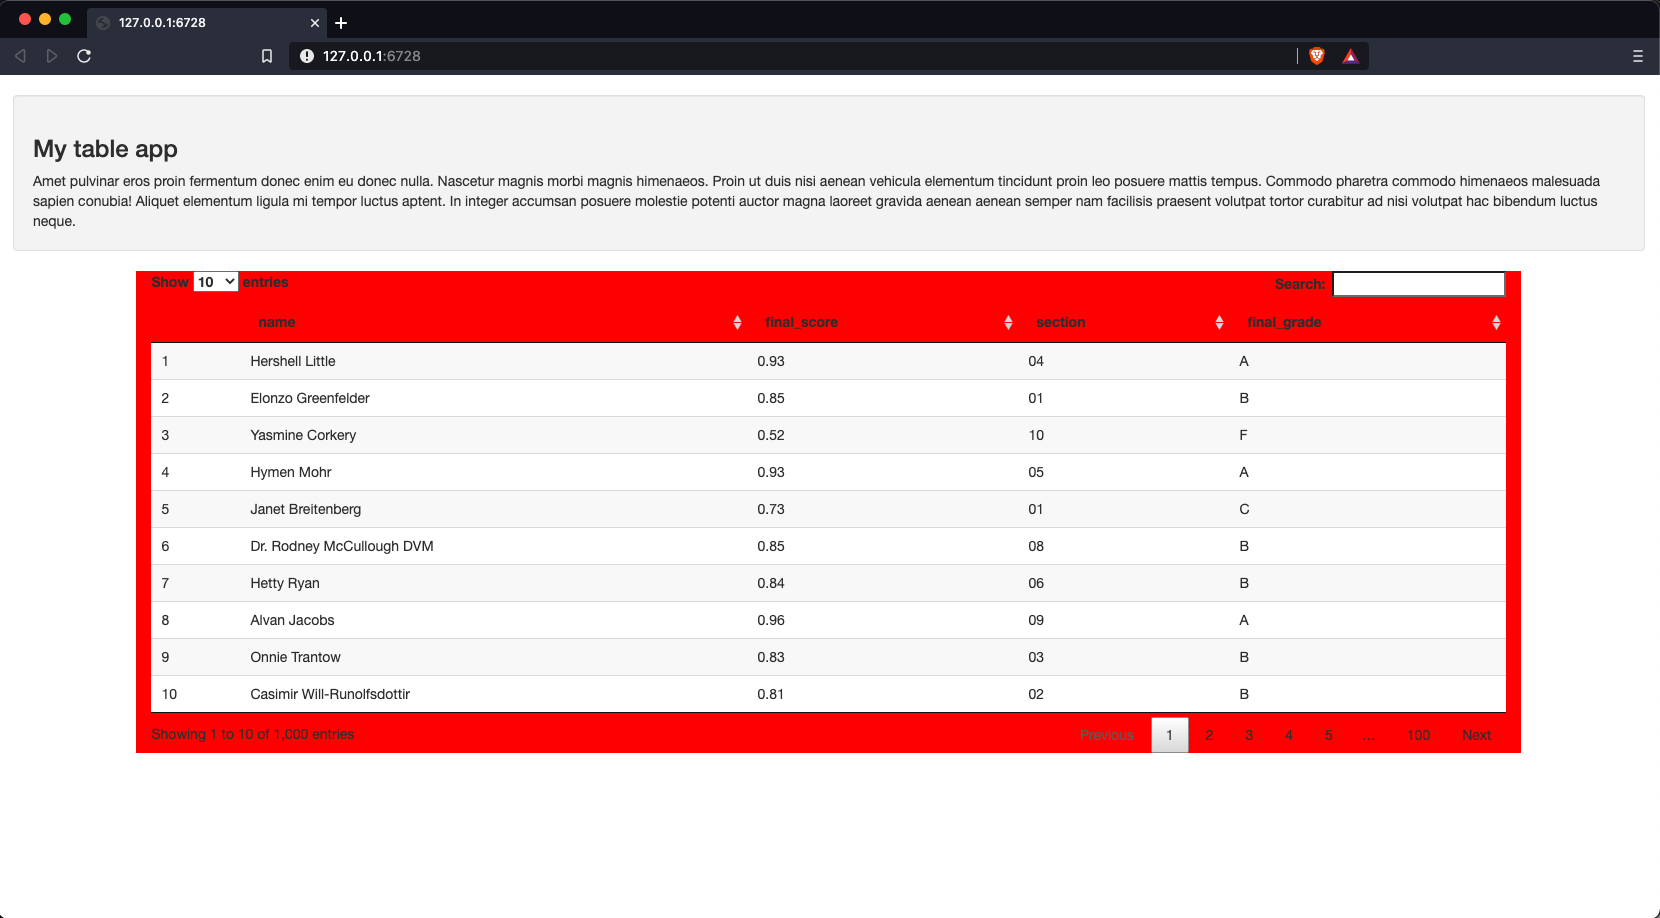 127.0.0.1:6728
127.0.0.1:6728
My table app
Amet pulvinar eros proin fermentum donec enim eu donec nulla. Nascetur magnis morbi magnis himenaeos. Proin ut duis nisi aenean vehicula elementum tincidunt proin leo posuere mattis tempus. Commodo pharetra commodo himenaeos malesuada
sapien conubia! Aliquet elementum ligula mi tempor luctus aptent. In integer accumsan posuere molestie potenti auctor magna laoreet gravida aenean aenean semper nam facilisis praesent volutpat tortor curabitur ad nisi volutpat hac bibendum luctus
neque.
Show 10 entries Search:
name final_score section final_grade
1 Hershell Little 0.93 04 A
2 Elonzo Greenfelder 0.85 01 B
3 Yasmine Corkery 0.52 10 F
4 Hymen Mohr 0.93 05 A
5 Janet Breitenberg 0.73 01 C
6 Dr. Rodney McCullough DVM 0.85 08 B
7 Hetty Ryan 0.84 06 B
8 Alvan Jacobs 0.96 09 A
9 Onnie Trantow 0.83 03 B
10 Casimir Will-Runolfsdottir 0.81 02 B
Showing 1 to 10 of 1,000 entries Previous 1 2 3 4 5 … 100 Next